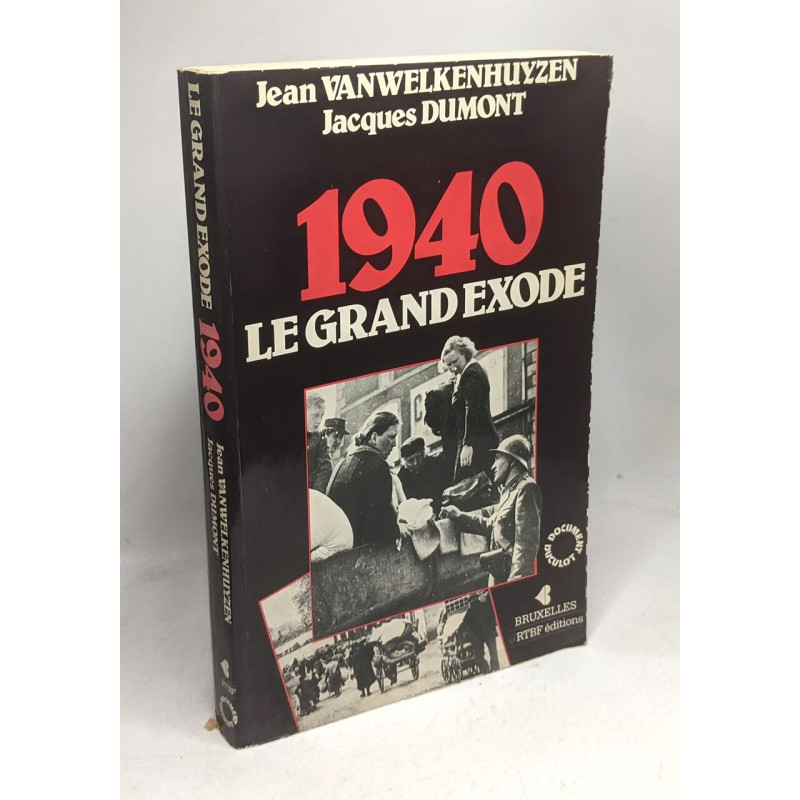 Jean VANWELKENHUYZEN
Jacques DUMONT
1940
LE GRAND EXODE
DOCUMENT
DUCULOT
BRUXELLES
RTBF éditions
LE GRAND EXODE 1940
Jean VANWELKENHUYZEN
Jacques DUMONT
RTBF